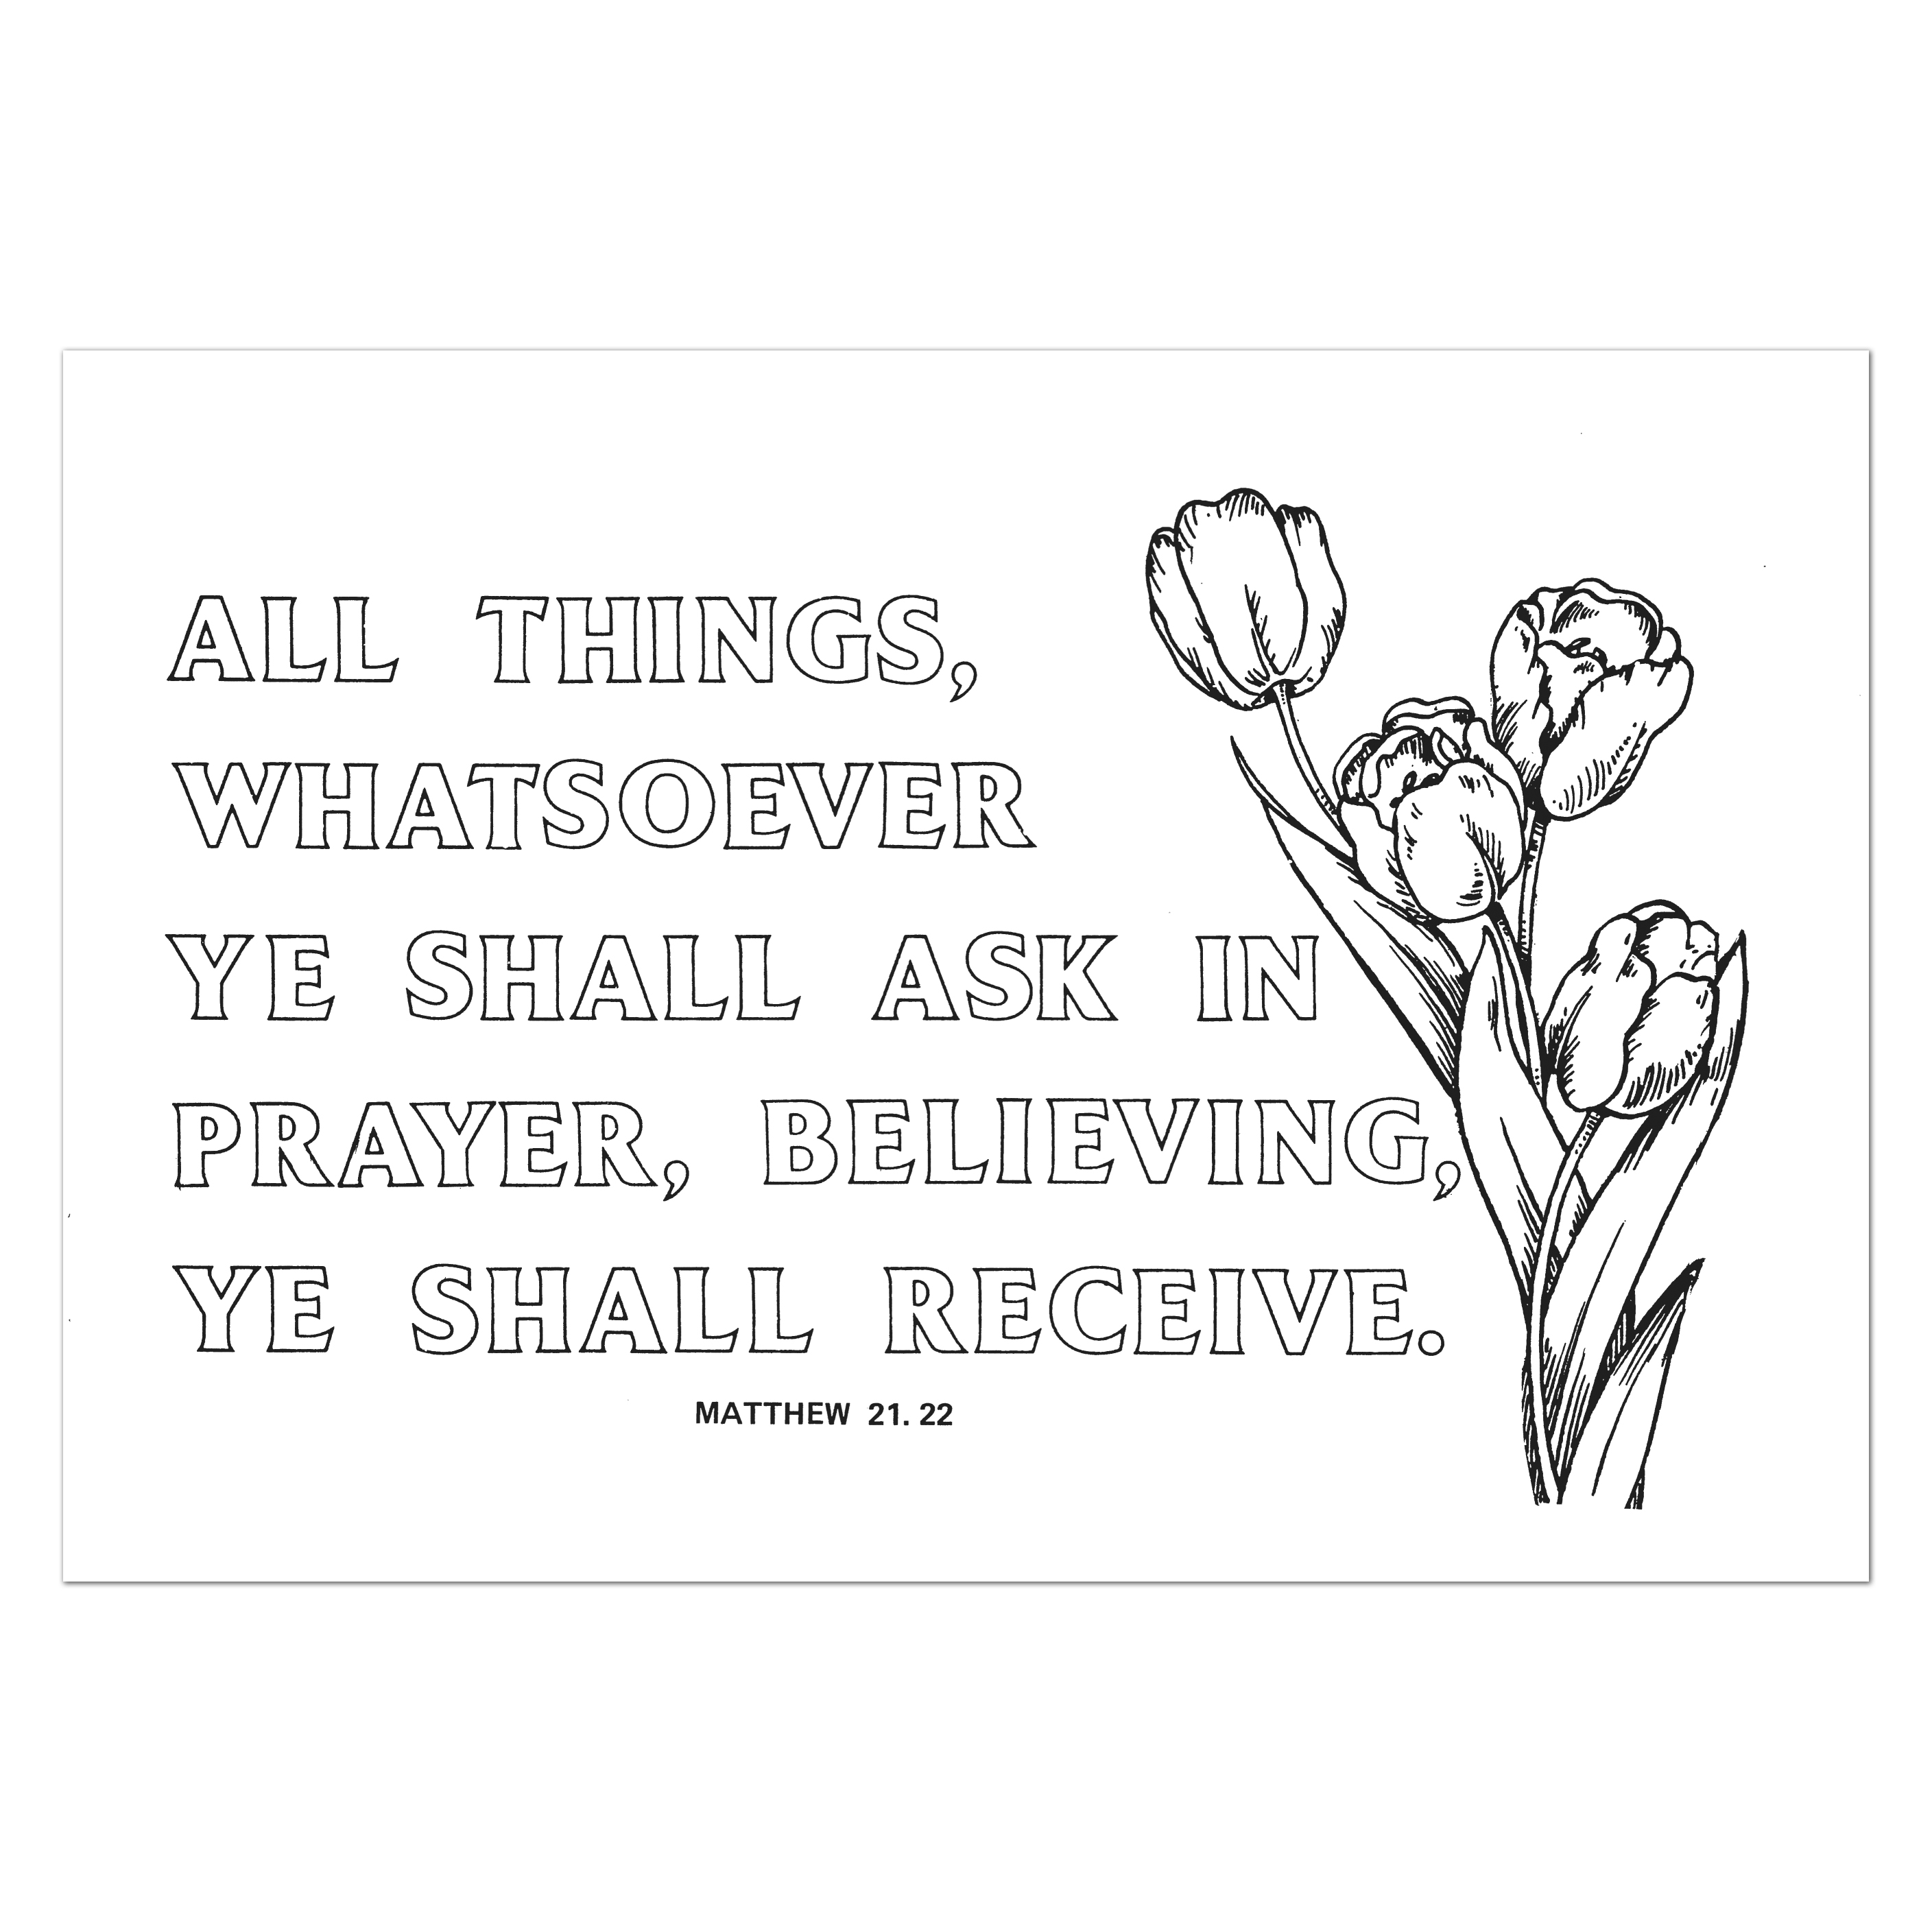 ALL THINGS,
WHATSOEVER
YE SHALL ASK IN
PRAYER, BELIEVING,
YE SHALL RECEIVE.
MATTHEW 21. 22